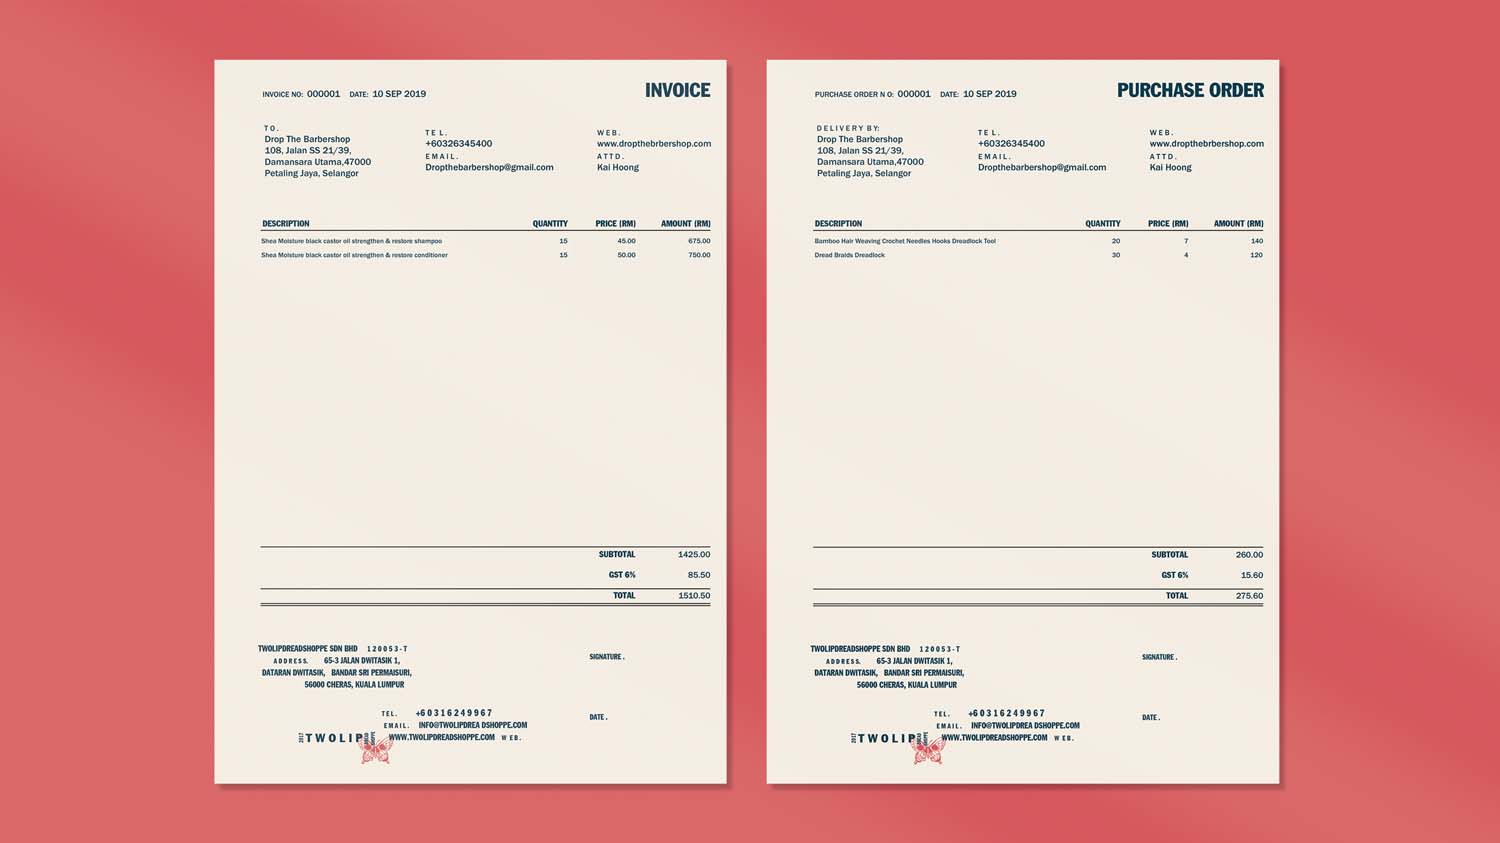 INVOICE NO: 000001 DATE: 10 SEP 2019
INVOICE
TO.
Drop The Barbershop
108, Jalan SS 21/39,
Damansara Utama,47000
Petaling Jaya, Selangor
TEL.
+60326345400
EMAIL.
Dropthebarbershop@gmail.com
WEB.
www.dropthebrbershop.com
ATTD.
Kai Hoong
DESCRIPTION QUANTITY PRICE (RM) AMOUNT (RM)
Shea Moisture black castor oil strengthen & restore shampoo 15 45.00 675.00
Shea Moisture black castor oil strengthen & restore conditioner 15 50.00 750.00
SUBTOTAL 1425.00
GST 6% 85.50
TOTAL 1510.50
TWOLIPDREADSHOPPE SDN BHD 120053-T
ADDRESS. 65-3 JALAN DWITASIK 1,
DATARAN DWITASIK, BANDAR SRI PERMAISURI,
56000 CHERAS, KUALA LUMPUR
SIGNATURE.
TEL. +60316249967
EMAIL. INFO@TWOLIPDREA DSHOPPE.COM
WWW.TWOLIPDREADSHOPPE.COM WEB.
DATE.
2017 TWOLIP DREAD SHOPPE
PURCHASE ORDER N O: 000001 DATE: 10 SEP 2019
PURCHASE ORDER
DELIVERY BY:
Drop The Barbershop
108, Jalan SS 21/39,
Damansara Utama,47000
Petaling Jaya, Selangor
TEL.
+60326345400
EMAIL.
Dropthebarbershop@gmail.com
WEB.
www.dropthebrbershop.com
ATTD.
Kai Hoong
DESCRIPTION QUANTITY PRICE (RM) AMOUNT (RM)
Bamboo Hair Weaving Crochet Needles Hooks Dreadlock Tool 20 7 140
Dread Braids Dreadlock 30 4 120
SUBTOTAL 260.00
GST 6% 15.60
TOTAL 275.60
TWOLIPDREADSHOPPE SDN BHD 120053-T
ADDRESS. 65-3 JALAN DWITASIK 1,
DATARAN DWITASIK, BANDAR SRI PERMAISURI,
56000 CHERAS, KUALA LUMPUR
SIGNATURE.
TEL. +60316249967
EMAIL. INFO@TWOLIPDREA DSHOPPE.COM
WWW.TWOLIPDREADSHOPPE.COM WEB.
DATE.
2017 TWOLIP DREAD SHOPPE